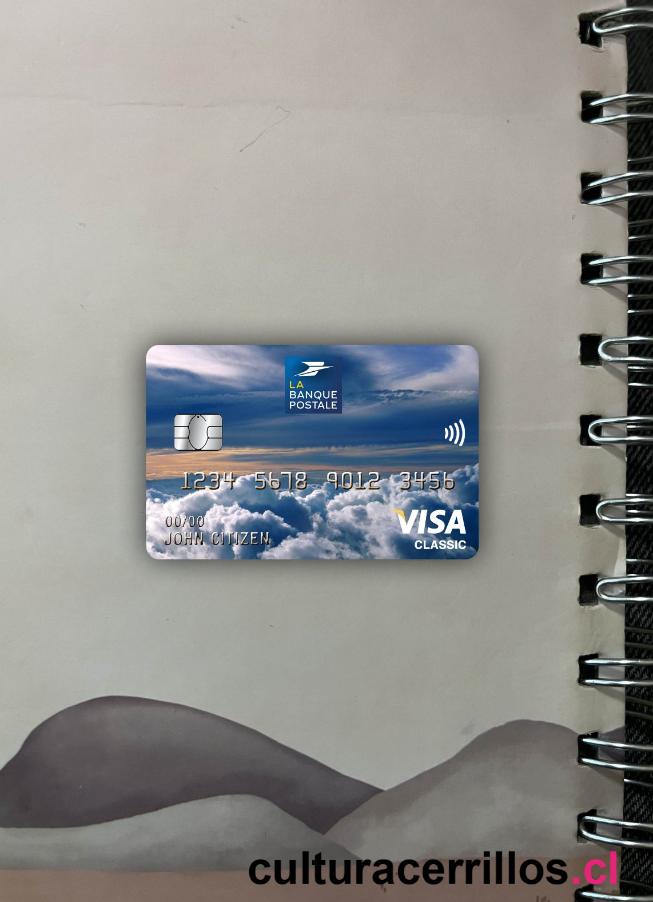 LA
BANQUE
POSTALE
1234 5678 9012 3456
00/00
JOHN CITIZEN
VISA
CLASSIC
culturacerrillos.cl